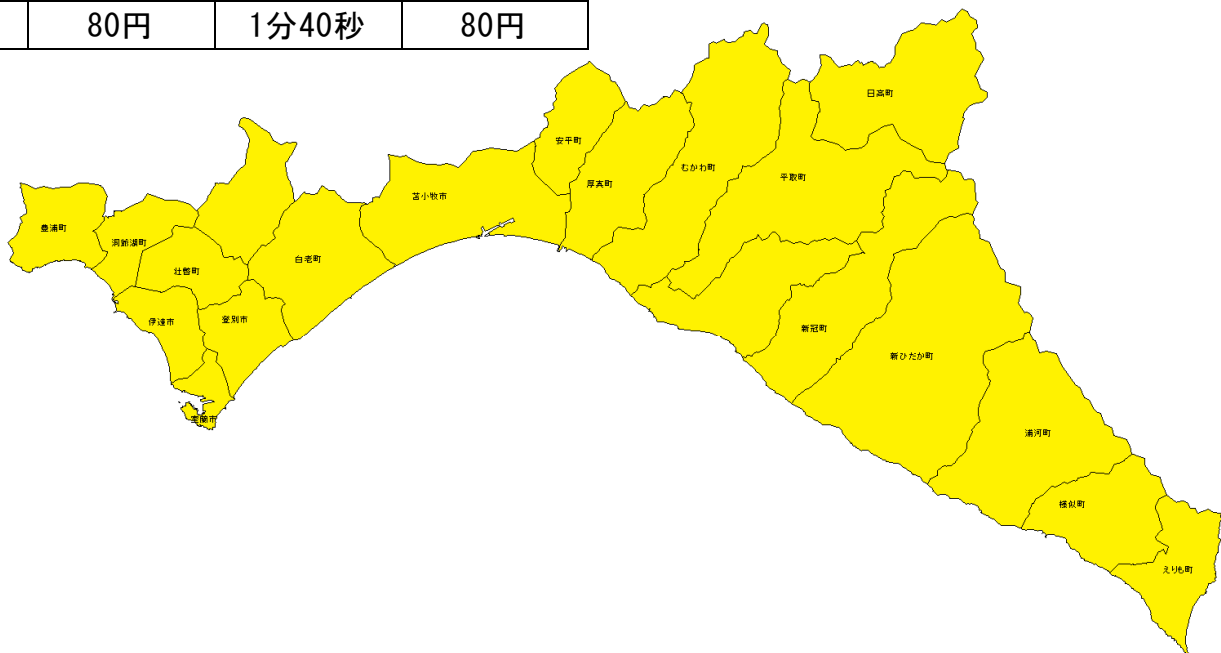 80円 1分40秒 80円
日高町
安平町
むかわ町
平取町
厚真町
苫小牧市
豊浦町
洞爺湖町
白老町
壮瞥町
伊達市
登別市
新冠町
新ひだか町
室蘭市
浦河町
様似町
えりも町